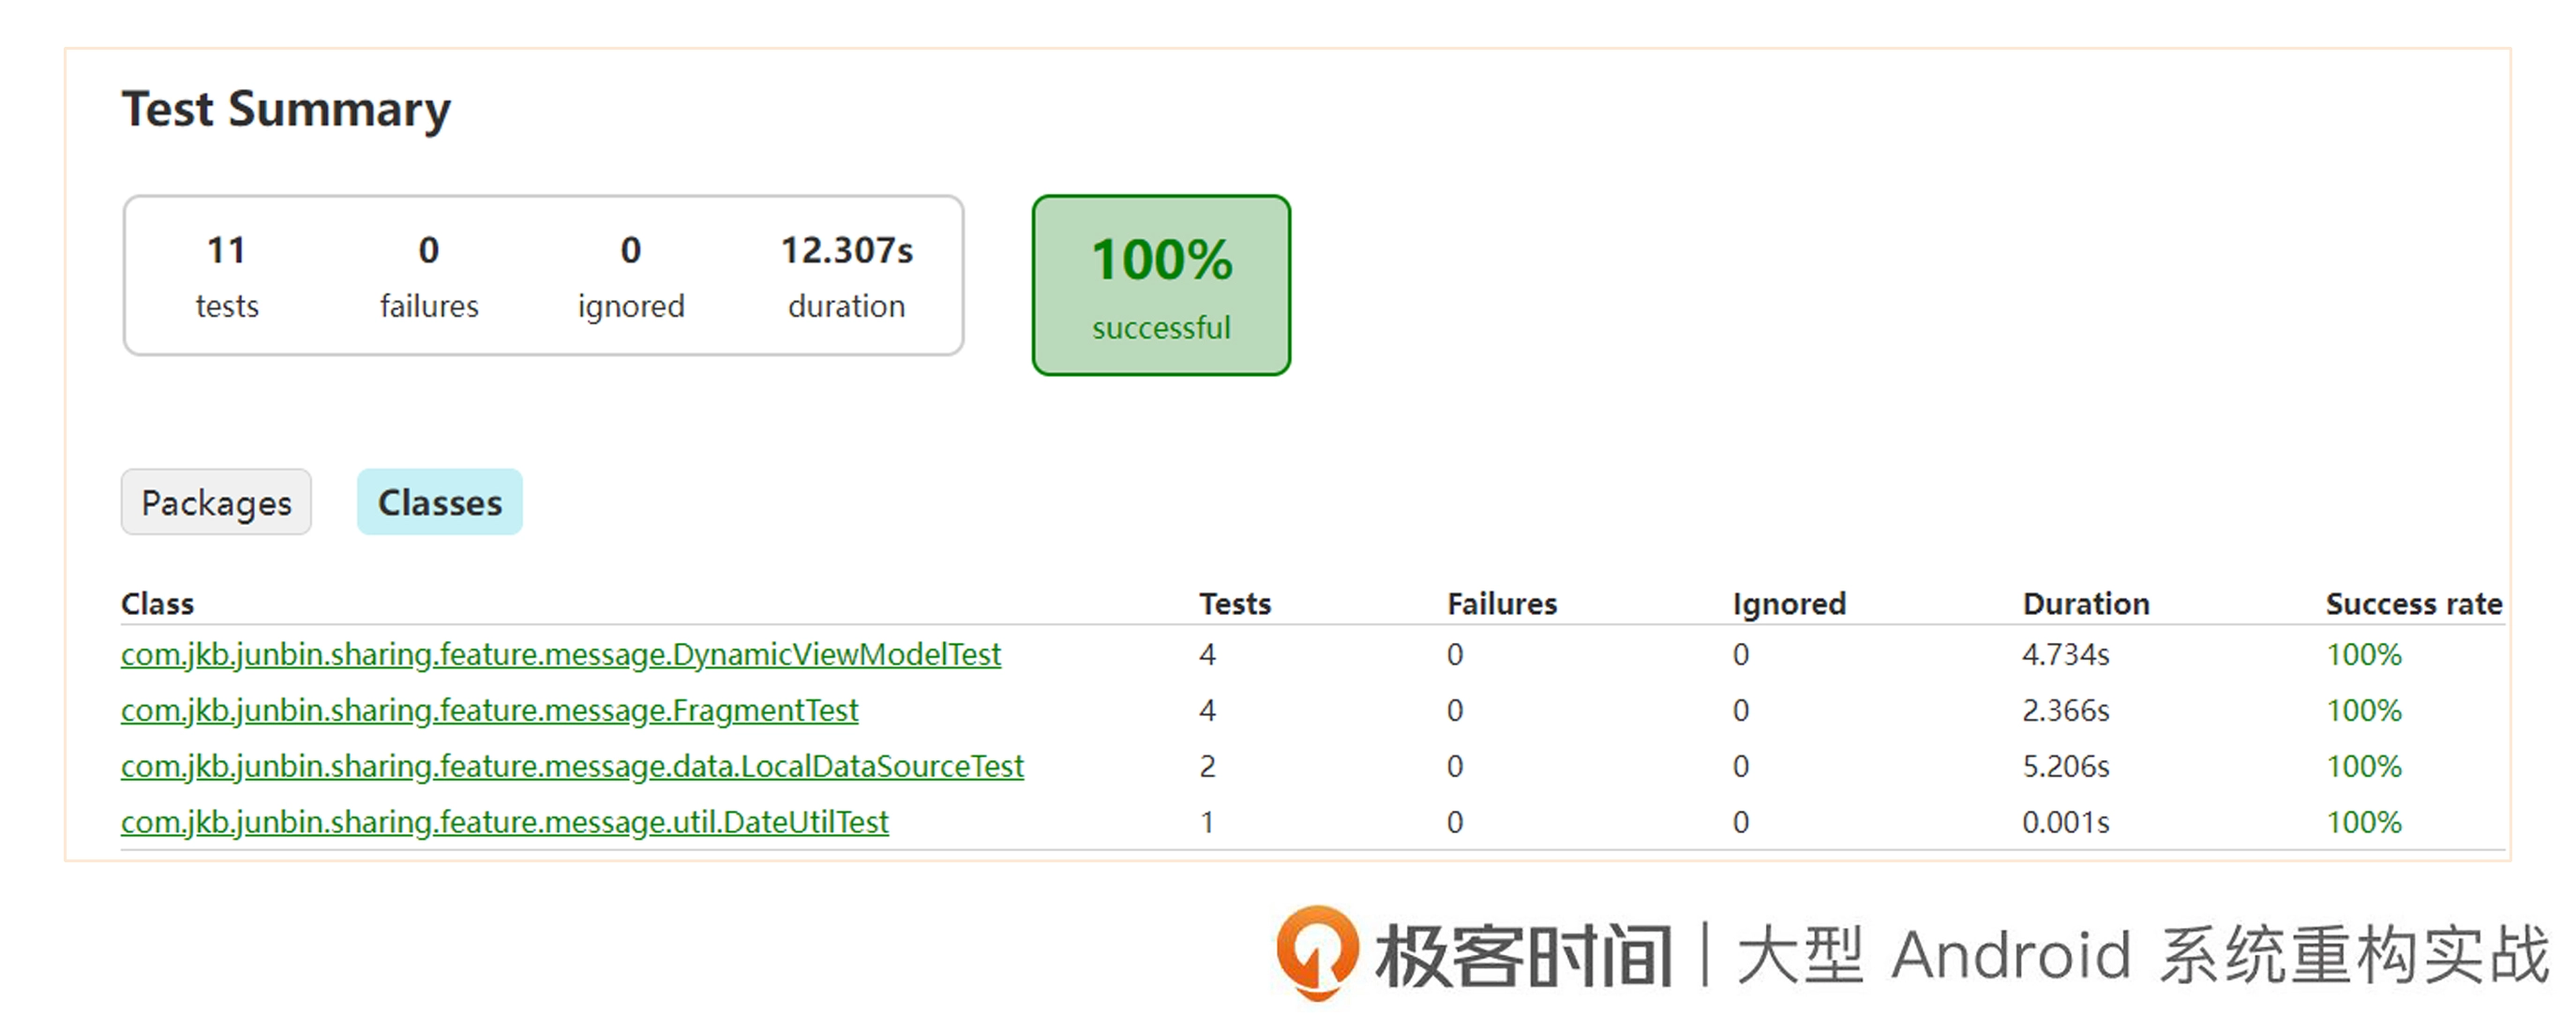 Test Summary
11 0 0 12.307s
tests failures ignored duration
100%
successful
Packages Classes
Class Tests Failures Ignored Duration Success rate
com.jkb.junbin.sharing.feature.message.DynamicViewModelTest 4 0 0 4.734s 100%
com.jkb.junbin.sharing.feature.message.FragmentTest 4 0 0 2.366s 100%
com.jkb.junbin.sharing.feature.message.data.LocalDataSourceTest 2 0 0 5.206s 100%
com.jkb.junbin.sharing.feature.message.util.DateUtilTest 1 0 0 0.001s 100%
极客时间 | 大型 Android 系统重构实战